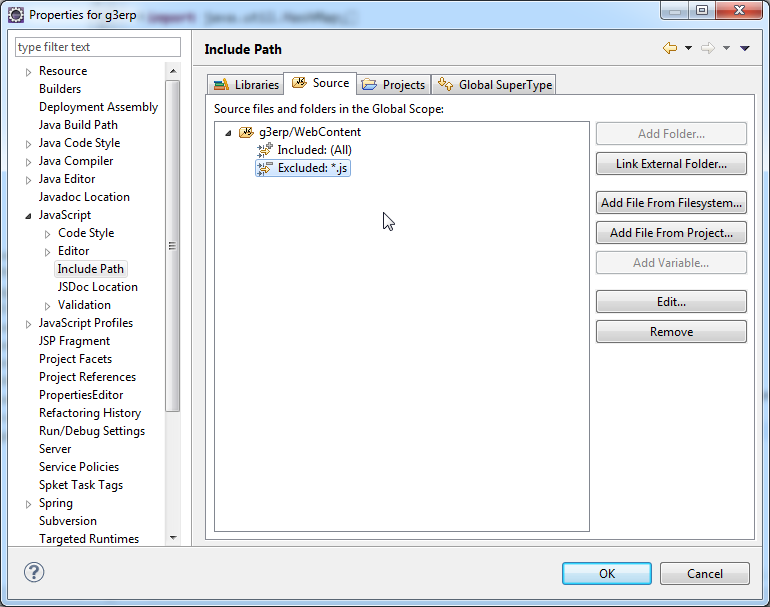 Properties for g3erp
import java.util.HashMap;
type filter text
Resource
Builders
Deployment Assembly
Java Build Path
Java Code Style
Java Compiler
Java Editor
Javadoc Location
JavaScript
Code Style
Editor
Include Path
JSDoc Location
Validation
JavaScript Profiles
JSP Fragment
Project Facets
Project References
PropertiesEditor
Refactoring History
Run/Debug Settings
Server
Service Policies
Spket Task Tags
Spring
Subversion
Targeted Runtimes
Include Path
Libraries
Source
Projects
Global SuperType
Source files and folders in the Global Scope:
g3erp/WebContent
Included: (All)
Excluded: *.js
Add Folder...
Link External Folder...
Add File From Filesystem...
Add File From Project...
Add Variable...
Edit...
Remove
?
OK
Cancel